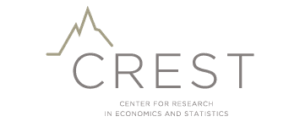 CREST
CENTER FOR RESEARCH
IN ECONOMICS AND STATISTICS